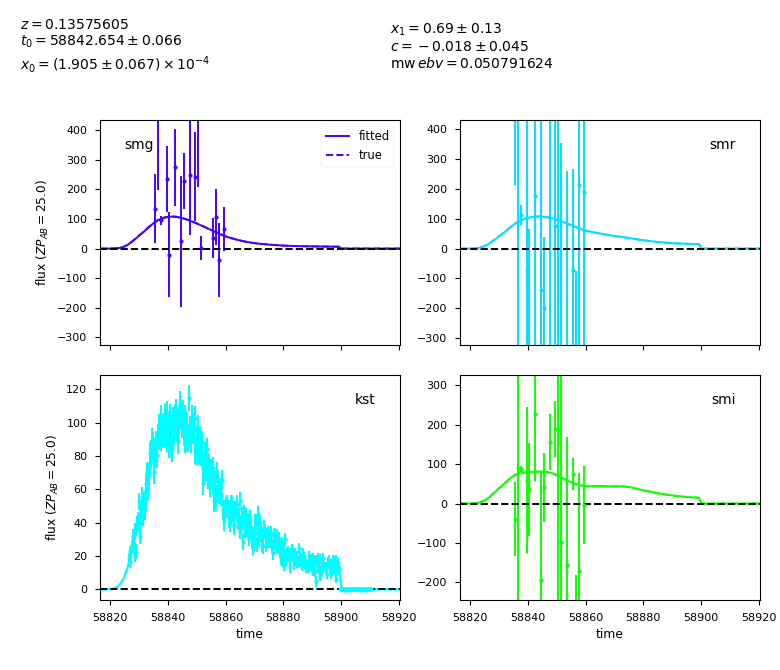 z = 0.13575605
t₀ = 58842.654 ± 0.066
x₀ = (1.905 ± 0.067) × 10⁻⁴
x₁ = 0.69 ± 0.13
c = −0.018 ± 0.045
mw ebv = 0.050791624
smg
fitted
true
400
300
200
100
0
−100
−200
−300
flux (ZP_AB = 25.0)
smr
400
300
200
100
0
−100
−200
−300
kst
120
100
80
60
40
20
0
flux (ZP_AB = 25.0)
58820 58840 58860 58880 58900 58920
time
smi
300
200
100
0
−100
−200
58820 58840 58860 58880 58900 58920
time